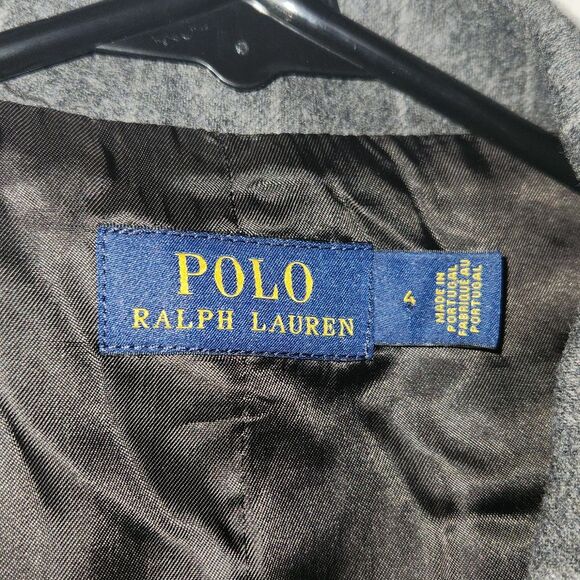 POLO
RALPH LAUREN
4
MADE IN
PORTUGAL
FABRIQUÉ AU
PORTUGAL